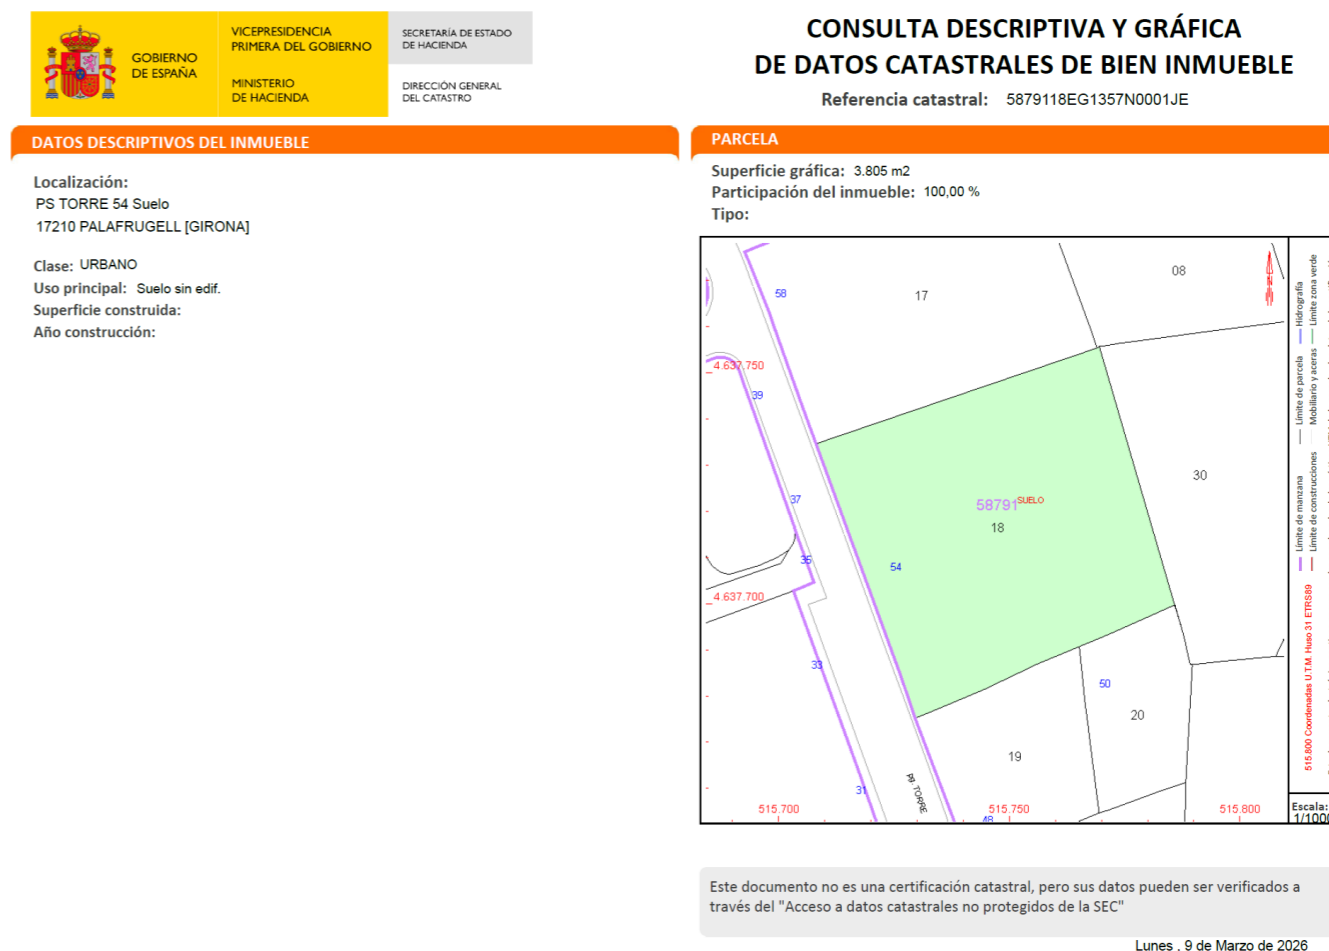 GOBIERNO
DE ESPAÑA
VICEPRESIDENCIA
PRIMERA DEL GOBIERNO
MINISTERIO
DE HACIENDA
SECRETARÍA DE ESTADO
DE HACIENDA
DIRECCIÓN GENERAL
DEL CATASTRO
CONSULTA DESCRIPTIVA Y GRÁFICA
DE DATOS CATASTRALES DE BIEN INMUEBLE
Referencia catastral: 5879118EG1357N0001JE
DATOS DESCRIPTIVOS DEL INMUEBLE
Localización:
PS TORRE 54 Suelo
17210 PALAFRUGELL [GIRONA]
Clase: URBANO
Uso principal: Suelo sin edif.
Superficie construida:
Año construcción:
PARCELA
Superficie gráfica: 3.805 m2
Participación del inmueble: 100,00 %
Tipo:
08
17
58
4.637.750
39
30
37
58791 SUELO
18
35
54
4.637.700
33
50
20
19
31
PS TORRE
48
515.700
515.750
515.800
Hidrografía
Límite zona verde
Límite de parcela
Mobiliario y aceras
Límite de manzana
Límite de construcciones
515.800 Coordenadas U.T.M. Huso 31 ETRS89
Escala:
1/1000
Este documento no es una certificación catastral, pero sus datos pueden ser verificados a
través del "Acceso a datos catastrales no protegidos de la SEC"
Lunes , 9 de Marzo de 2026